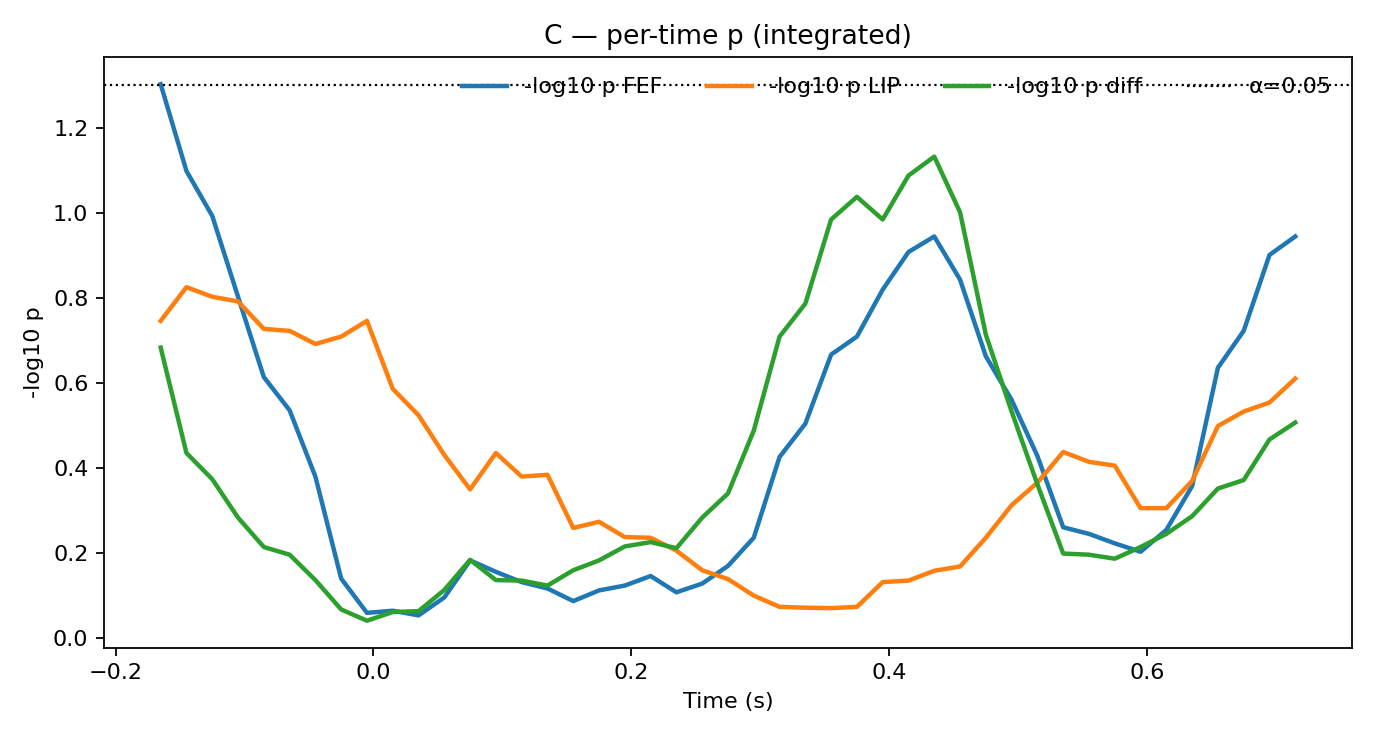 C — per-time p (integrated)
-log10 p FEF -log10 p LIP -log10 p diff α=0.05
-log10 p
1.2
1.0
0.8
0.6
0.4
0.2
0.0
−0.2 0.0 0.2 0.4 0.6
Time (s)